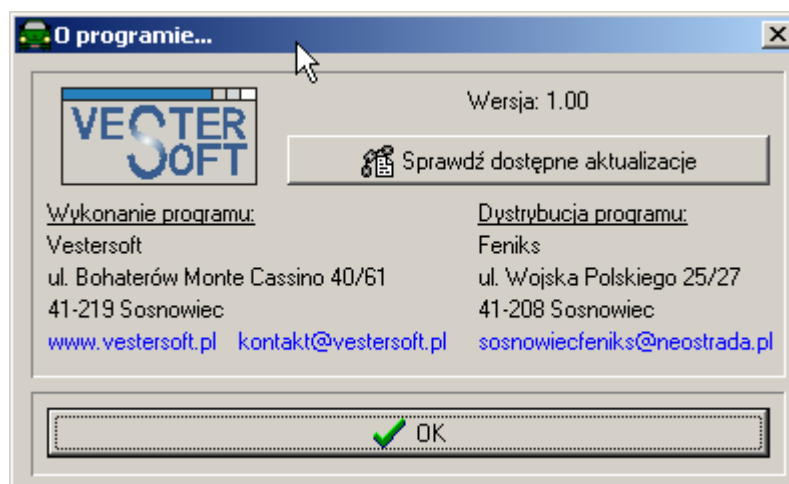 O programie...
VESTER
SOFT
Wersja: 1.00
Sprawdź dostępne aktualizacje
Wykonanie programu:
Vestersoft
ul. Bohaterów Monte Cassino 40/61
41-219 Sosnowiec
www.vestersoft.pl kontakt@vestersoft.pl
Dystrybucja programu:
Feniks
ul. Wojska Polskiego 25/27
41-208 Sosnowiec
sosnowiecfeniks@neostrada.pl
OK